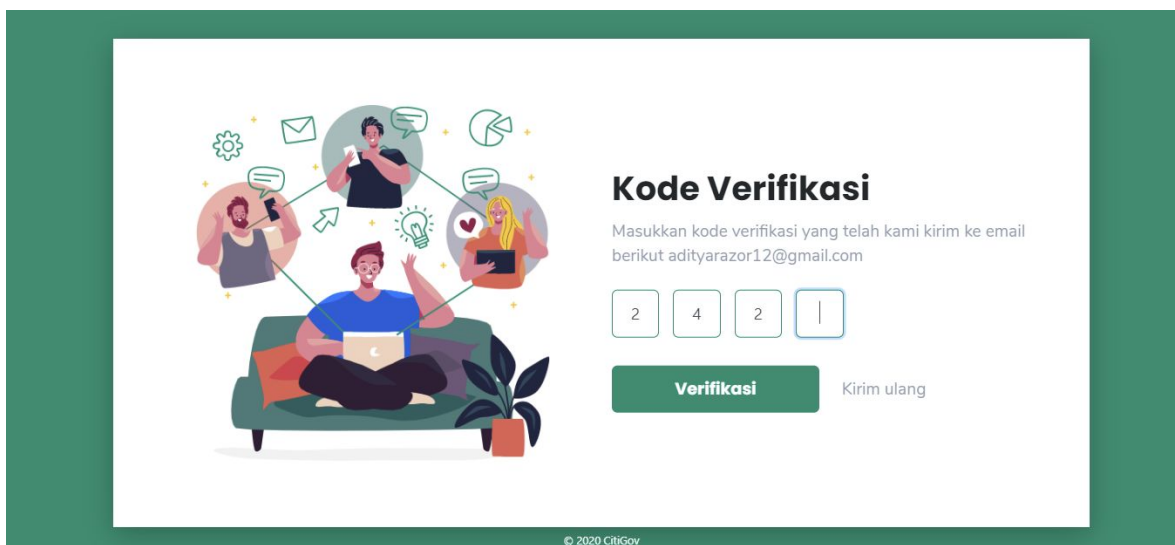 Kode Verifikasi
Masukkan kode verifikasi yang telah kami kirim ke email
berikut adityarazor12@gmail.com
2 4 2
Verifikasi Kirim ulang
© 2020 CitiGov